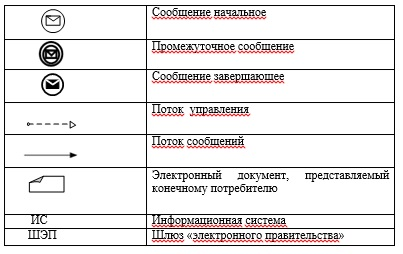 Сообщение начальное
Промежуточное сообщение
Сообщение завершающее
Поток управления
Поток сообщений
Электронный документ, представляемый
конечному потребителю
ИС Информационная система
ШЭП Шлюз «электронного правительства»